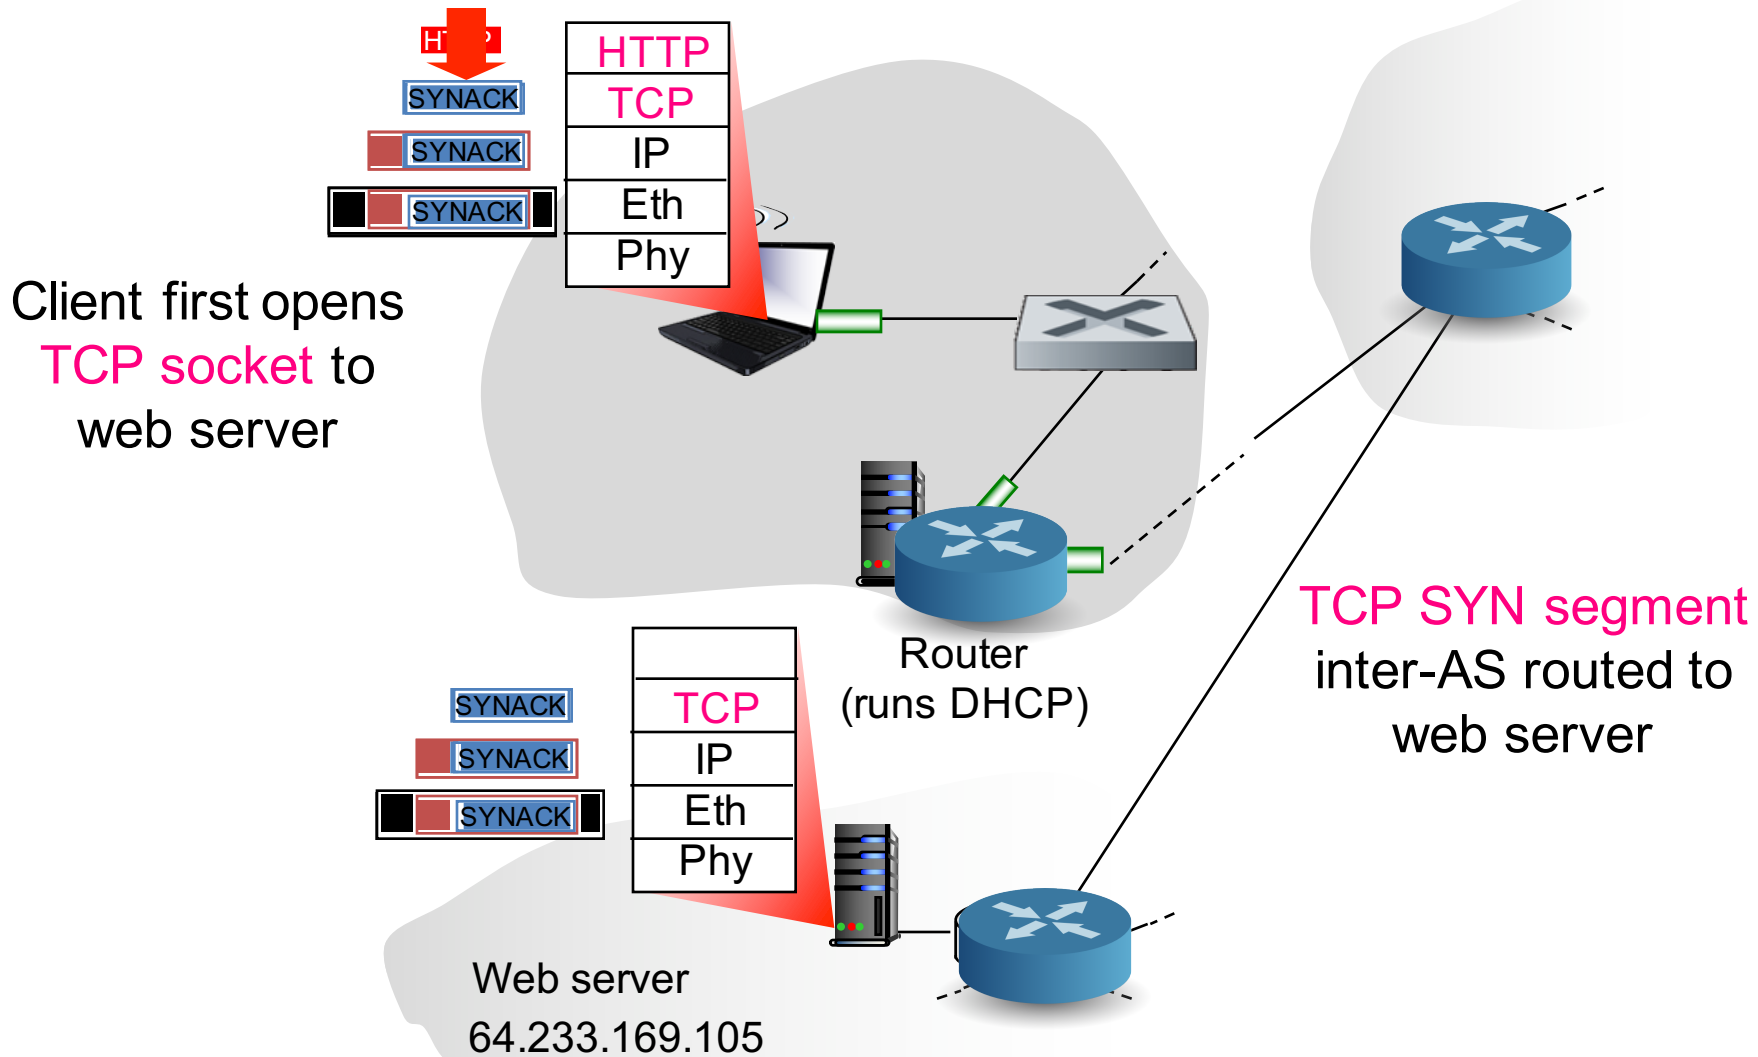 HTTP
SYNACK
SYNACK
SYNACK
HTTP
TCP
IP
Eth
Phy
Client first opens
TCP socket to
web server
Router
(runs DHCP)
TCP SYN segment
inter-AS routed to
web server
SYNACK
SYNACK
SYNACK
TCP
IP
Eth
Phy
Web server
64.233.169.105